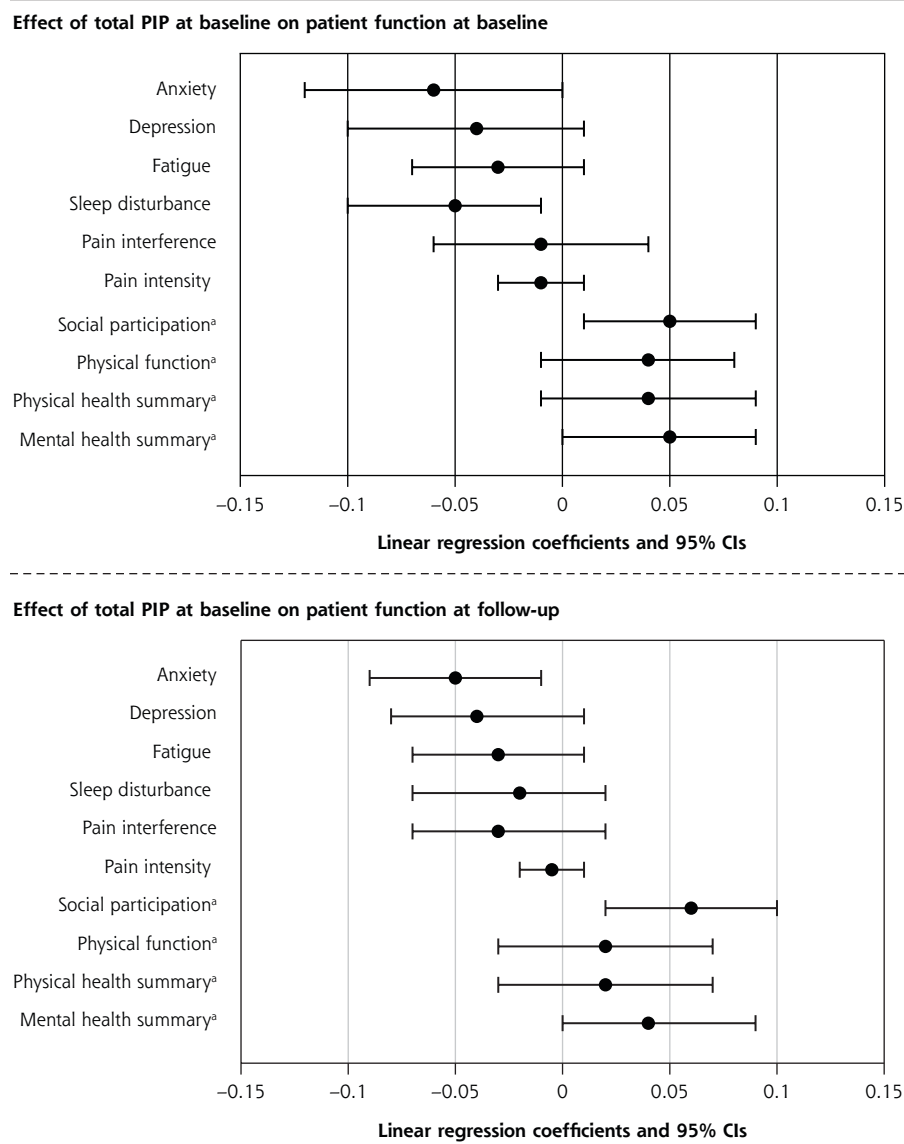 Effect of total PIP at baseline on patient function at baseline
Anxiety
Depression
Fatigue
Sleep disturbance
Pain interference
Pain intensity
Social participationᵃ
Physical functionᵃ
Physical health summaryᵃ
Mental health summaryᵃ
−0.15 −0.1 −0.05 0 0.05 0.1 0.15
Linear regression coefficients and 95% CIs
Effect of total PIP at baseline on patient function at follow-up
Anxiety
Depression
Fatigue
Sleep disturbance
Pain interference
Pain intensity
Social participationᵃ
Physical functionᵃ
Physical health summaryᵃ
Mental health summaryᵃ
−0.15 −0.1 −0.05 0 0.05 0.1 0.15
Linear regression coefficients and 95% CIs